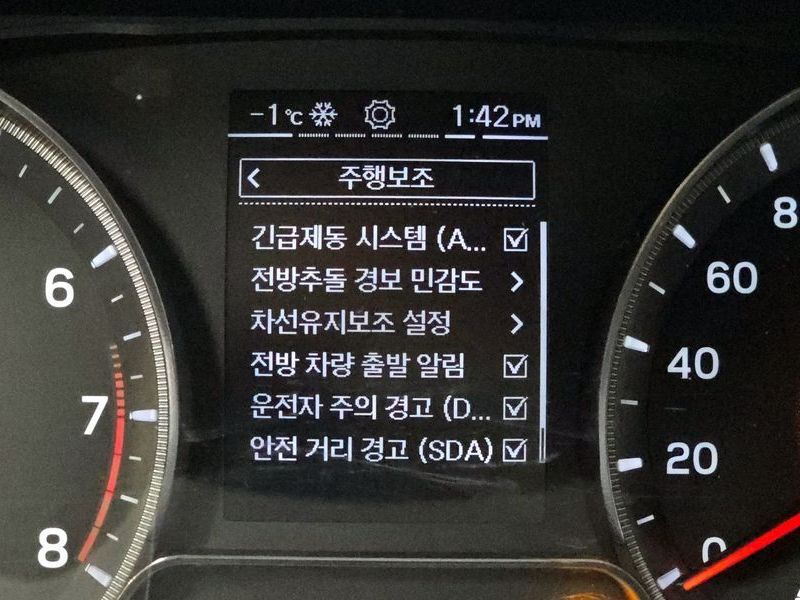 -1℃ 1:42PM
주행보조
긴급제동 시스템 (A...
전방추돌 경보 민감도
차선유지보조 설정
전방 차량 출발 알림
운전자 주의 경고 (D...
안전 거리 경고 (SDA)
6
7
8
8
60
40
20
0